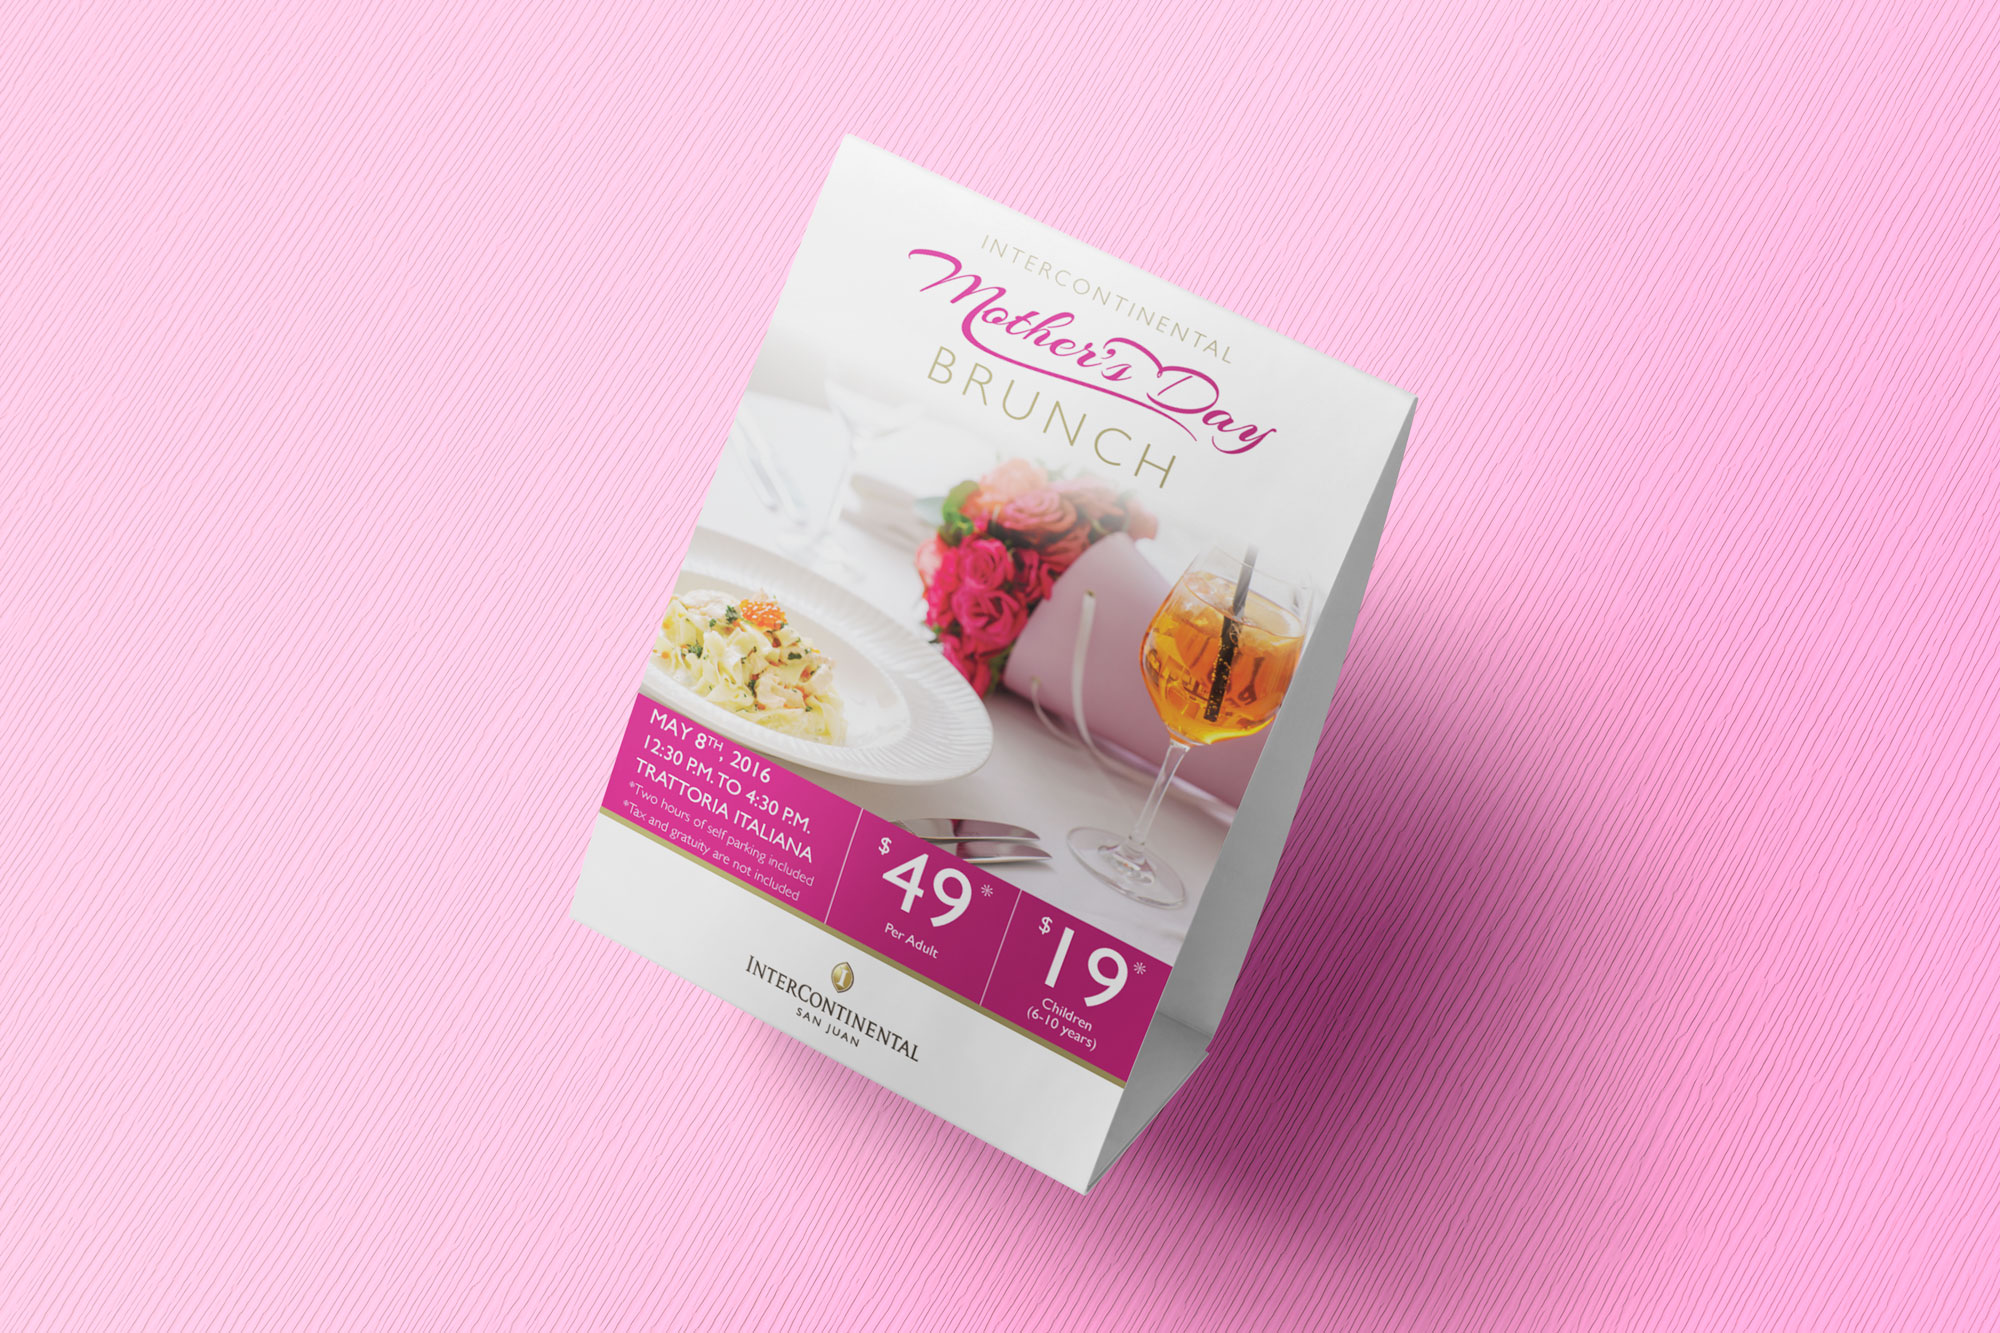 INTERCONTINENTAL
Mother's Day
BRUNCH
MAY 8TH, 2016
12:30 P.M. TO 4:30 P.M.
TRATTORIA ITALIANA
*Two hours of self parking included
*Tax and gratuity are not included
$49*
Per Adult
$19*
Children
(6-10 years)
INTERCONTINENTAL
SAN JUAN